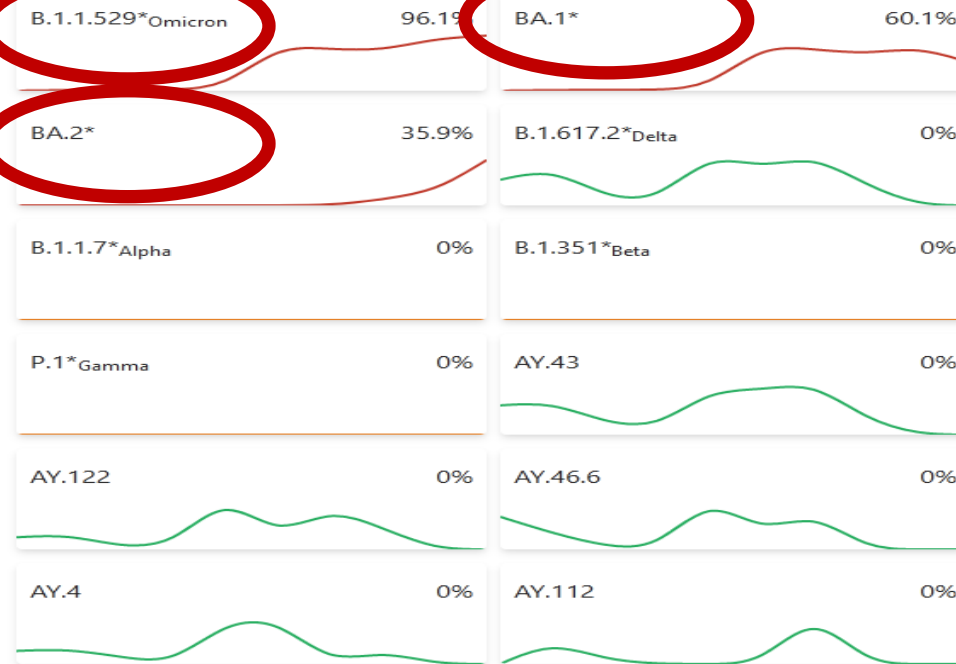 B.1.1.529*Omicron 96.1%
BA.1* 60.1%
BA.2* 35.9%
B.1.617.2*Delta 0%
B.1.1.7*Alpha 0%
B.1.351*Beta 0%
P.1*Gamma 0%
AY.43 0%
AY.122 0%
AY.46.6 0%
AY.4 0%
AY.112 0%